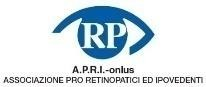 RP
A.P.R.I.-onlus
ASSOCIAZIONE PRO RETINOPATICI ED IPOVEDENTI